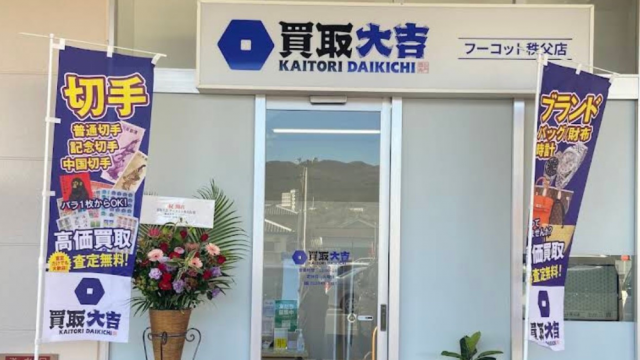 買取大吉
KAITORI DAIKICHI
フーコット秩父店
切手
普通切手
記念切手
中国切手
バラ1枚からOK!
高価買取
査定無料!
買取大吉
KAITORI DAIKICHI
買取大吉
ブランド
バッグ/財布
時計
価買取
査定無料!
買取大吉
KAITORI DAIKICHI